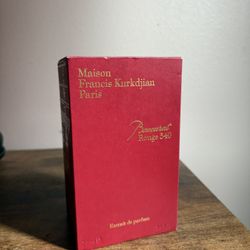 Maison
Francis Kurkdjian
Paris
Baccarat
Rouge 540
Extrait de parfum